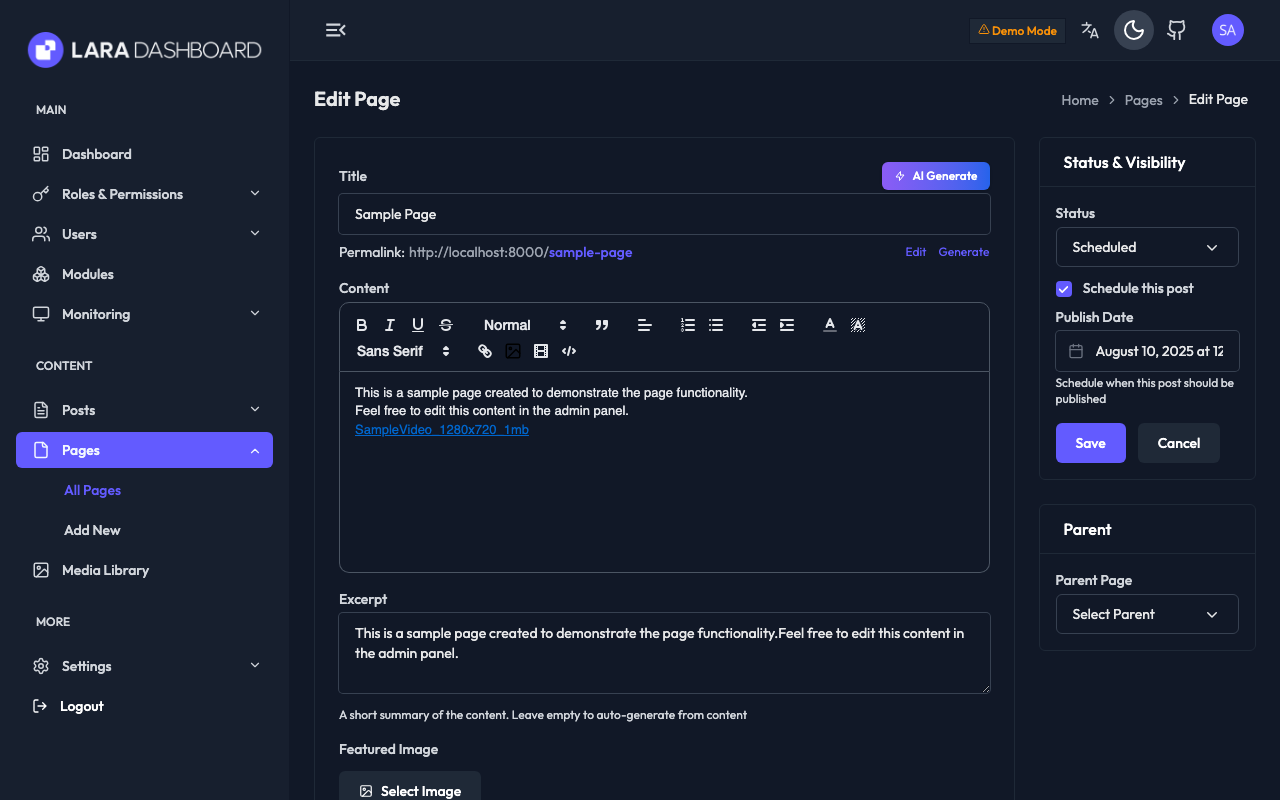 LARA DASHBOARD
Demo Mode
SA
MAIN
Dashboard
Roles & Permissions
Users
Modules
Monitoring
CONTENT
Posts
Pages
All Pages
Add New
Media Library
MORE
Settings
Logout
Edit Page
Home > Pages > Edit Page
Title
AI Generate
Sample Page
Permalink: http://localhost:8000/sample-page
Edit Generate
Content
B I U S Normal
Sans Serif
This is a sample page created to demonstrate the page functionality.
Feel free to edit this content in the admin panel.
SampleVideo_1280x720_1mb
Excerpt
This is a sample page created to demonstrate the page functionality.Feel free to edit this content in
the admin panel.
A short summary of the content. Leave empty to auto-generate from content
Featured Image
Select Image
Status & Visibility
Status
Scheduled
Schedule this post
Publish Date
August 10, 2025 at 12
Schedule when this post should be
published
Save
Cancel
Parent
Parent Page
Select Parent